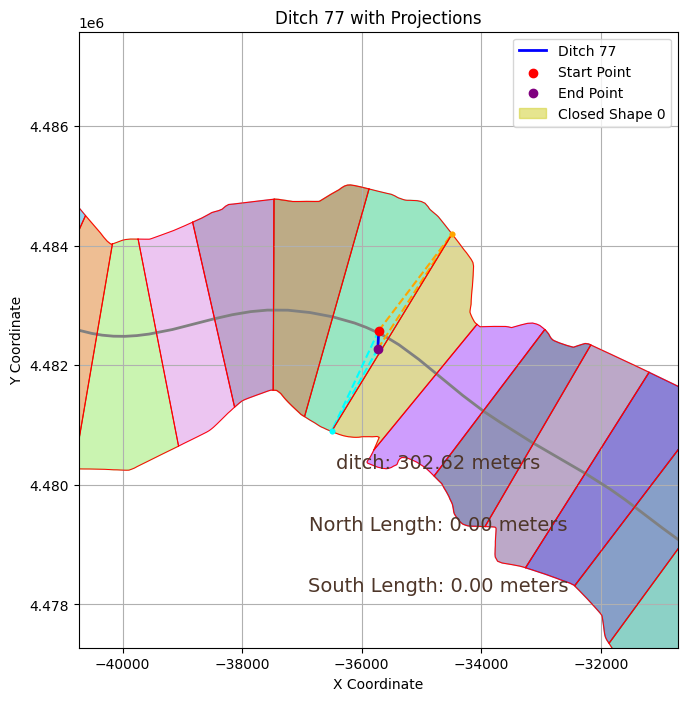 Ditch 77 with Projections
1e6
Ditch 77
Start Point
End Point
Closed Shape 0
4.486
4.484
4.482
4.480
4.478
Y Coordinate
ditch: 302.62 meters
North Length: 0.00 meters
South Length: 0.00 meters
−40000
−38000
−36000
−34000
−32000
X Coordinate